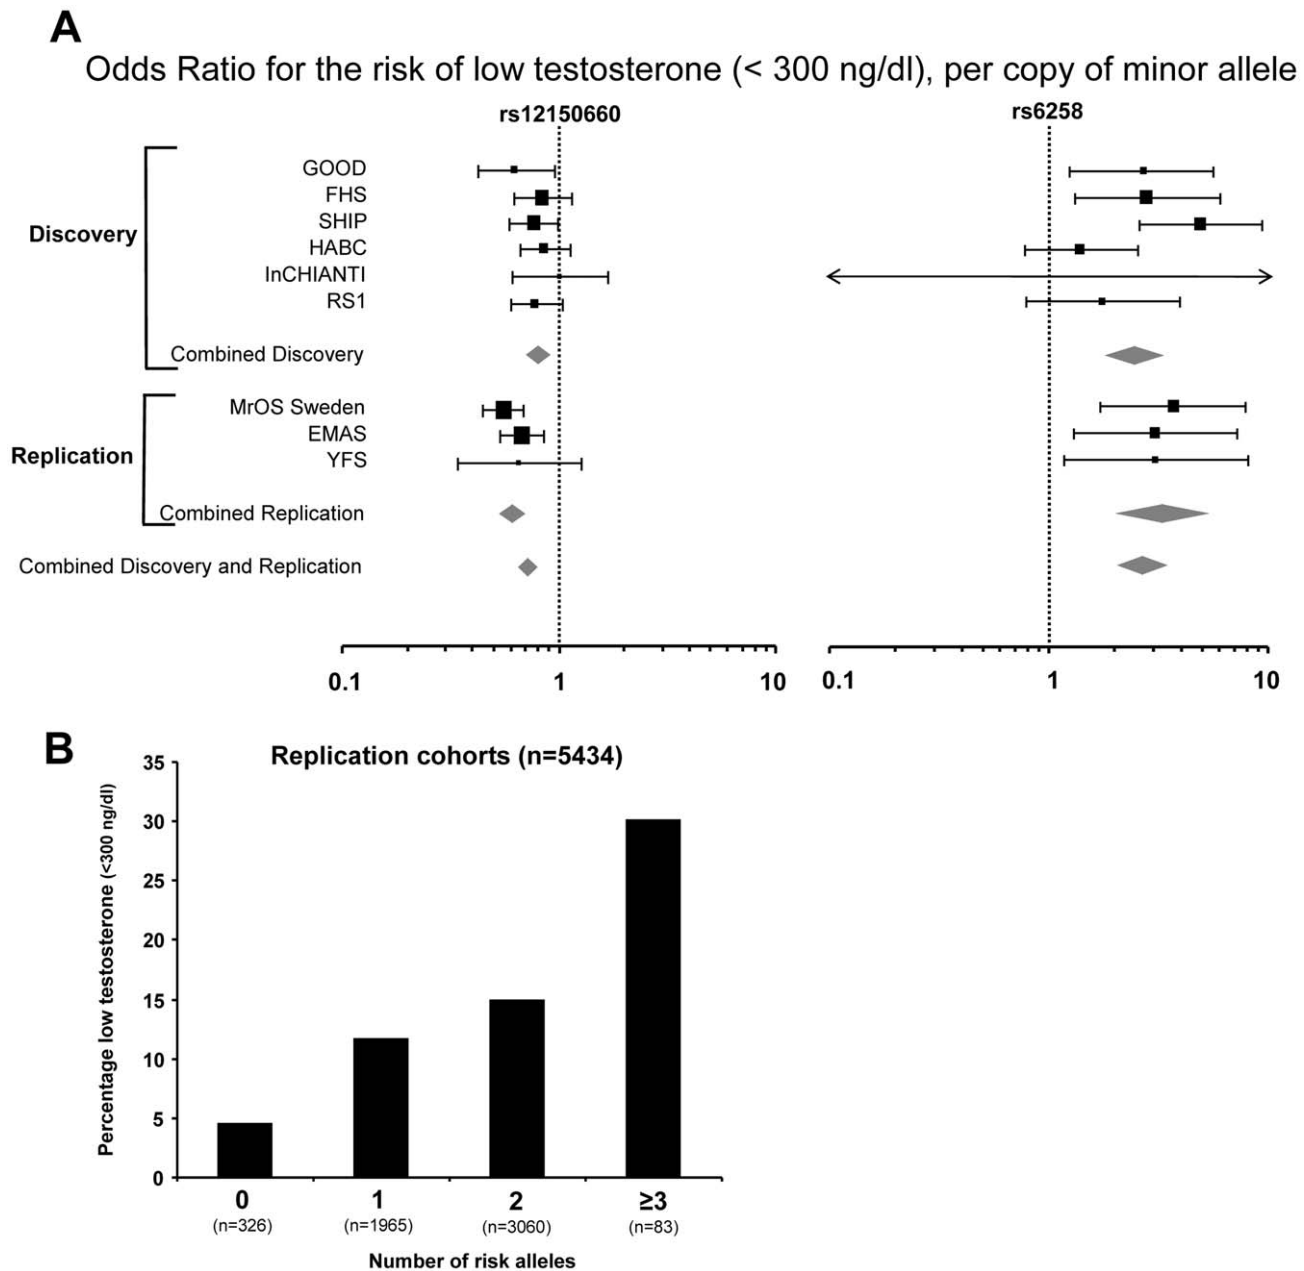 A
Odds Ratio for the risk of low testosterone (< 300 ng/dl), per copy of minor allele
rs12150660
rs6258
Discovery
GOOD
FHS
SHIP
HABC
InCHIANTI
RS1
Combined Discovery
Replication
MrOS Sweden
EMAS
YFS
Combined Replication
Combined Discovery and Replication
0.1 1 10
0.1 1 10
B
Replication cohorts (n=5434)
Percentage low testosterone (<300 ng/dl)
35
30
25
20
15
10
5
0
0 1 2 ≥3
(n=326) (n=1965) (n=3060) (n=83)
Number of risk alleles